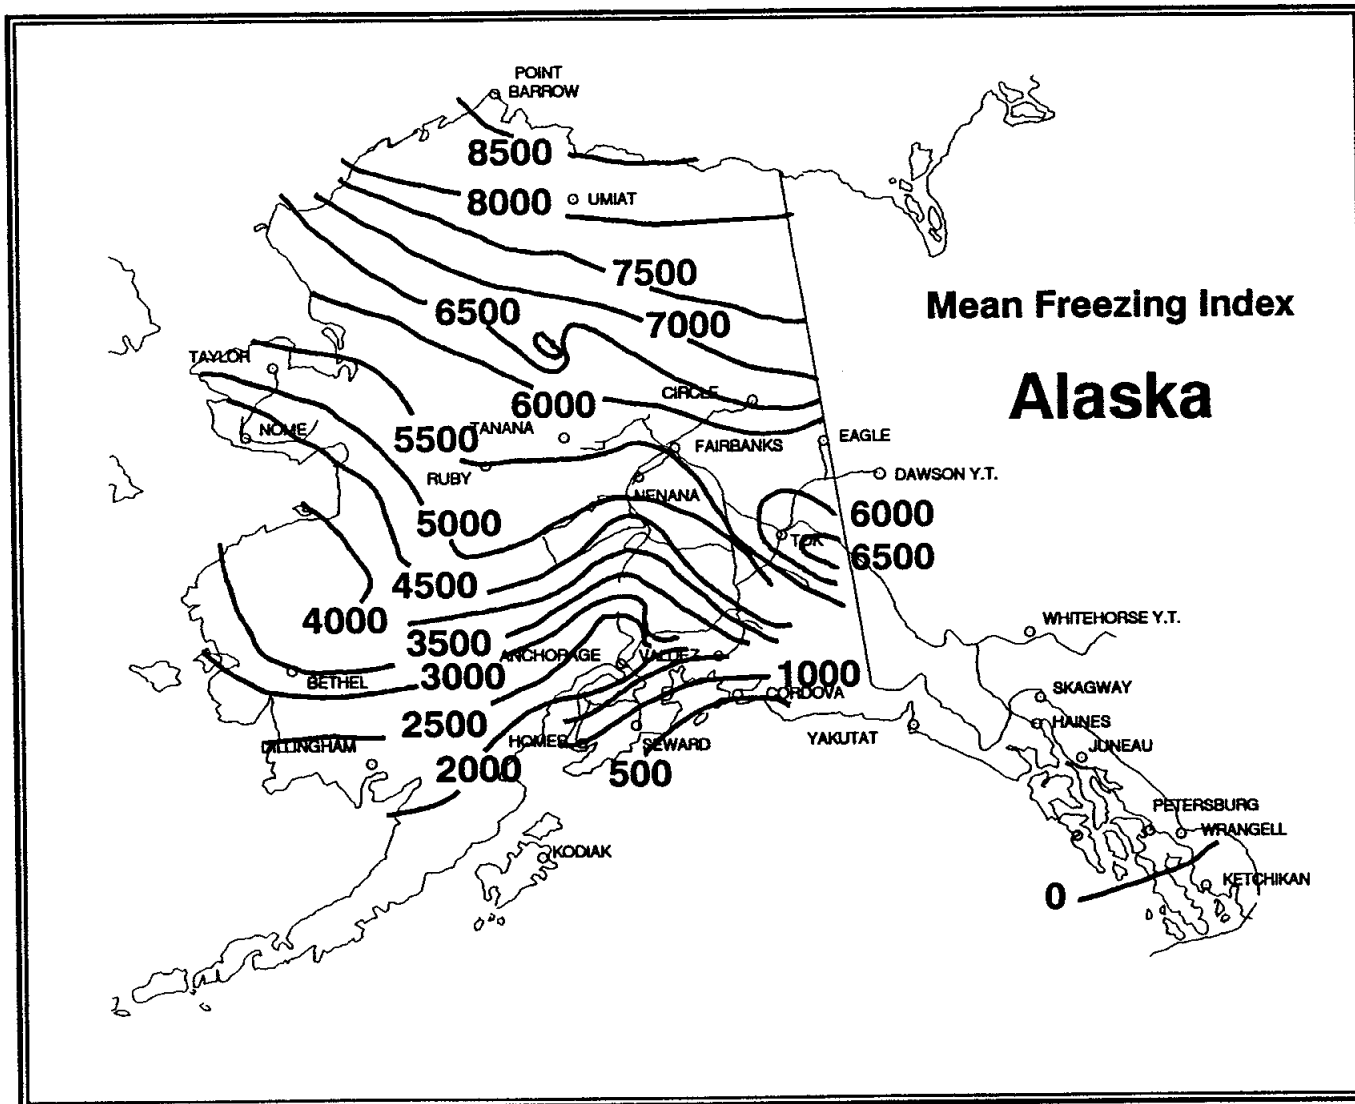 POINT
BARROW
8500
8000
UMIAT
7500
6500
7000
Mean Freezing Index
Alaska
TAYLOR
CIRCLE
6000
NOME
5500
TANANA
FAIRBANKS
EAGLE
RUBY
DAWSON Y.T.
NENANA
5000
6000
TOK
6500
4500
4000
3500
WHITEHORSE Y.T.
ANCHORAGE
VALDEZ
3000
BETHEL
1000
CORDOVA
SKAGWAY
2500
HAINES
YAKUTAT
DILLINGHAM
HOMER
SEWARD
JUNEAU
2000
500
PETERSBURG
WRANGELL
KODIAK
KETCHIKAN
0